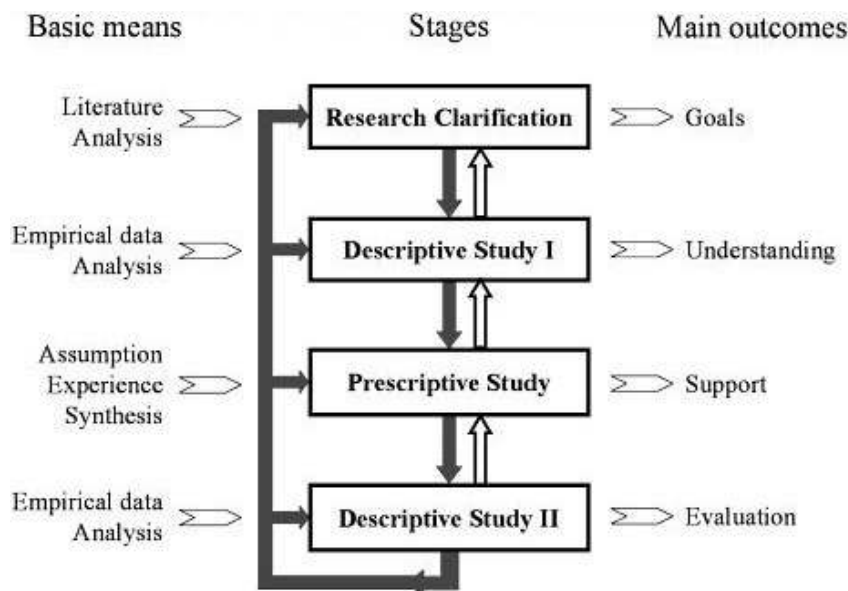 Basic means
Stages
Main outcomes
Literature
Analysis
Research Clarification
Goals
Empirical data
Analysis
Descriptive Study I
Understanding
Assumption
Experience
Synthesis
Prescriptive Study
Support
Empirical data
Analysis
Descriptive Study II
Evaluation